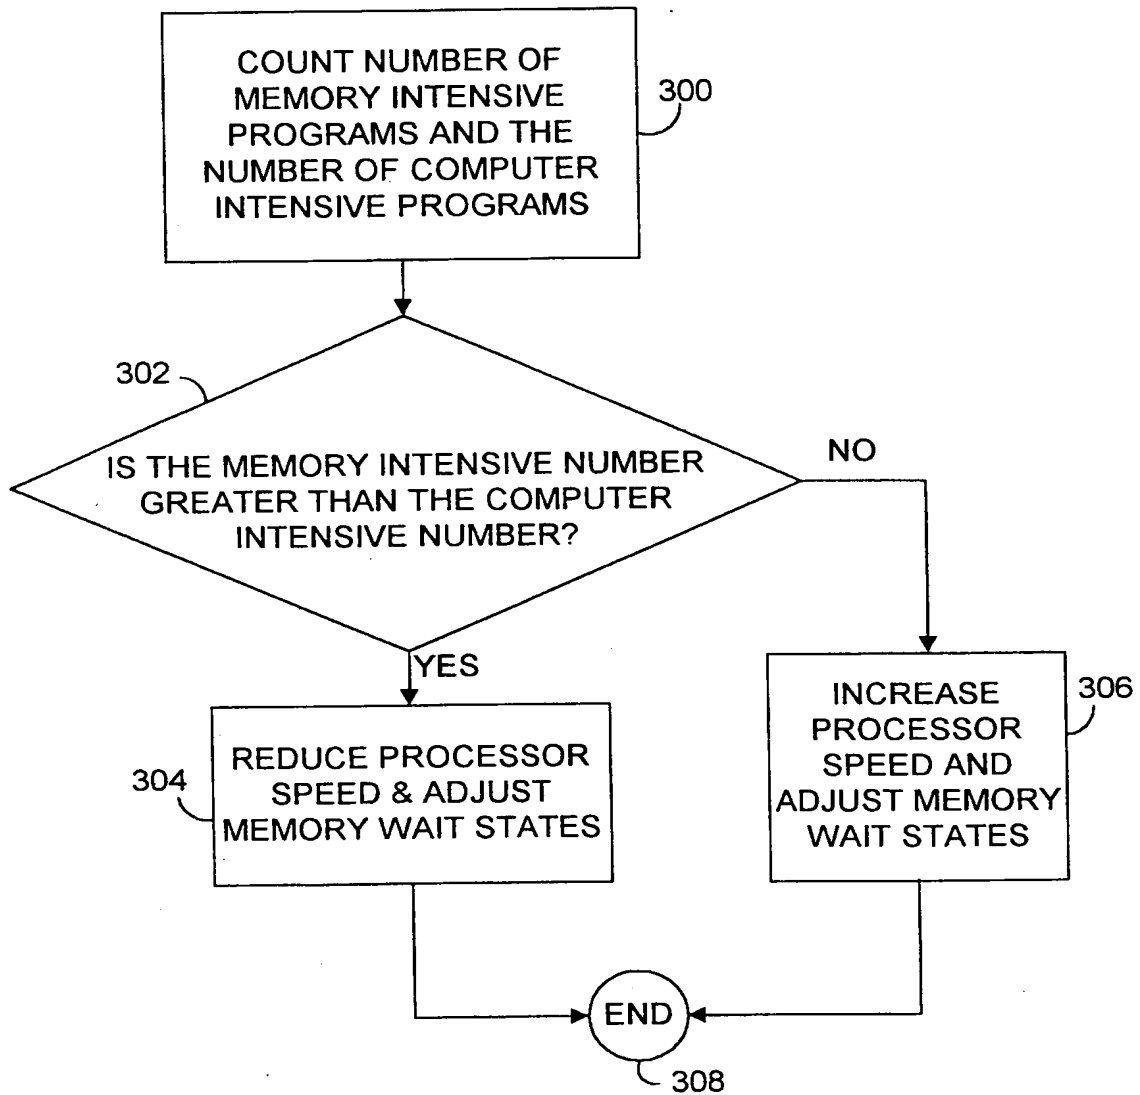 COUNT NUMBER OF
MEMORY INTENSIVE
PROGRAMS AND THE
NUMBER OF COMPUTER
INTENSIVE PROGRAMS
300
302
IS THE MEMORY INTENSIVE NUMBER
GREATER THAN THE COMPUTER
INTENSIVE NUMBER?
NO
YES
REDUCE PROCESSOR
SPEED & ADJUST
MEMORY WAIT STATES
304
INCREASE
PROCESSOR
SPEED AND
ADJUST MEMORY
WAIT STATES
306
END
308